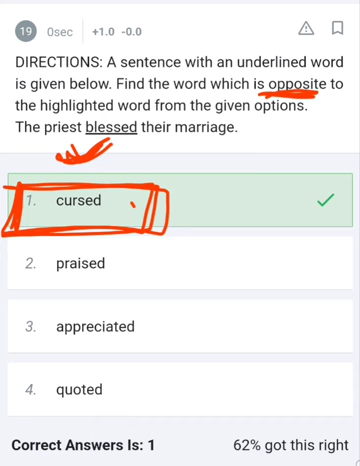 19 0sec +1.0 -0.0
DIRECTIONS: A sentence with an underlined word
is given below. Find the word which is opposite to
the highlighted word from the given options.
The priest blessed their marriage.
1. cursed
2. praised
3. appreciated
4. quoted
Correct Answers Is: 1 62% got this right